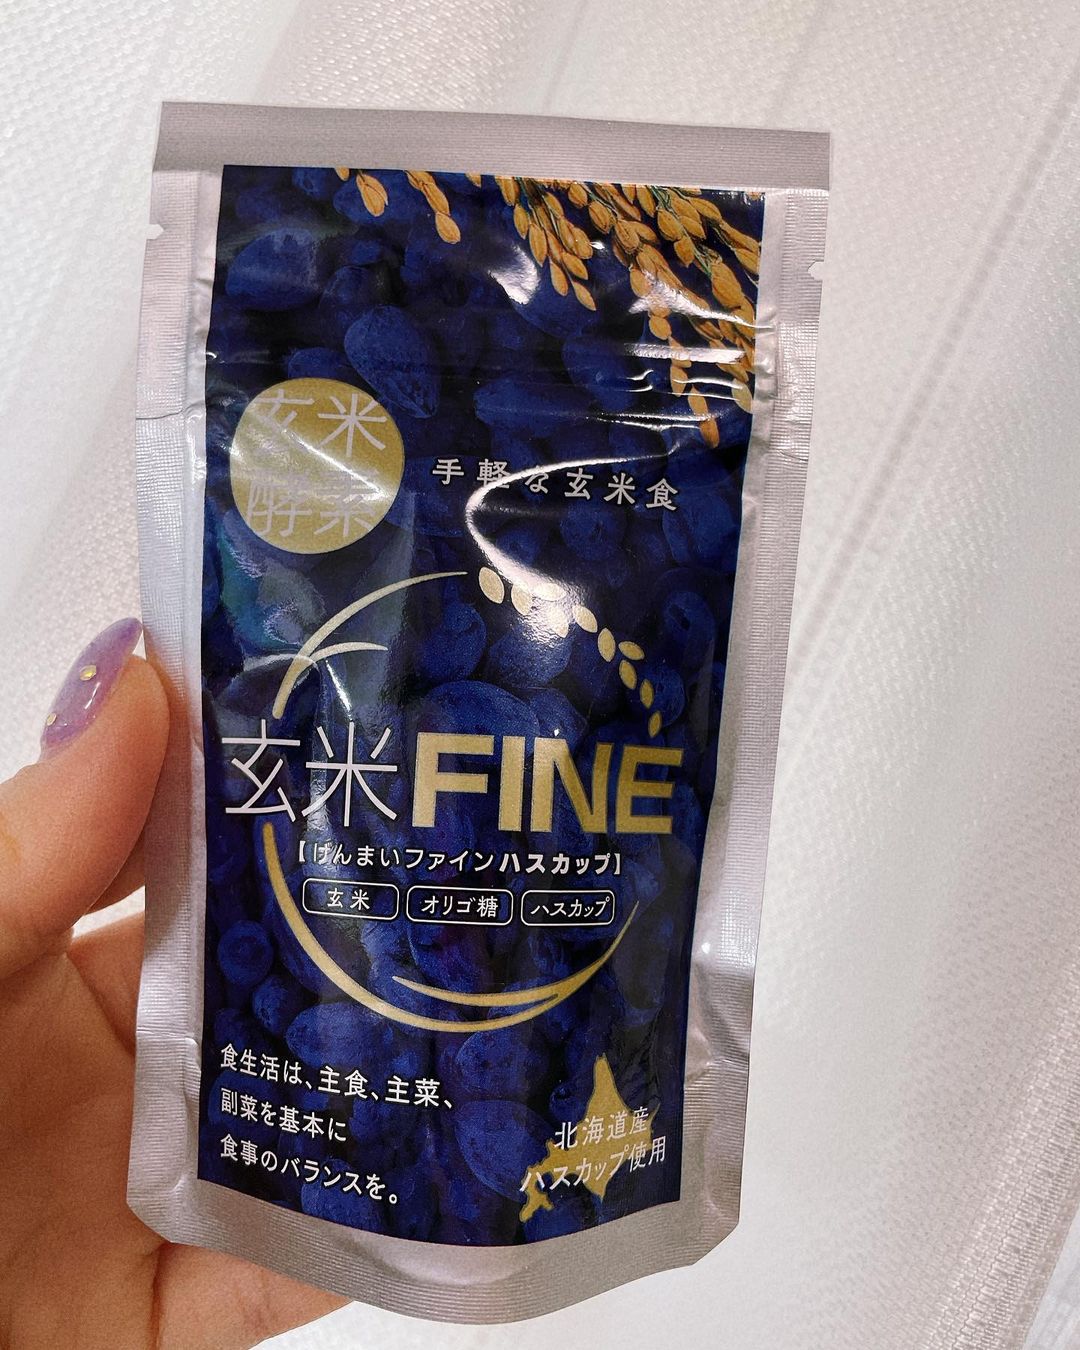 玄米
酵素
手軽な玄米食
玄米FINE
【げんまいファインハスカップ】
玄米 オリゴ糖 ハスカップ
食生活は、主食、主菜、
副菜を基本に
食事のバランスを。
北海道産
ハスカップ使用